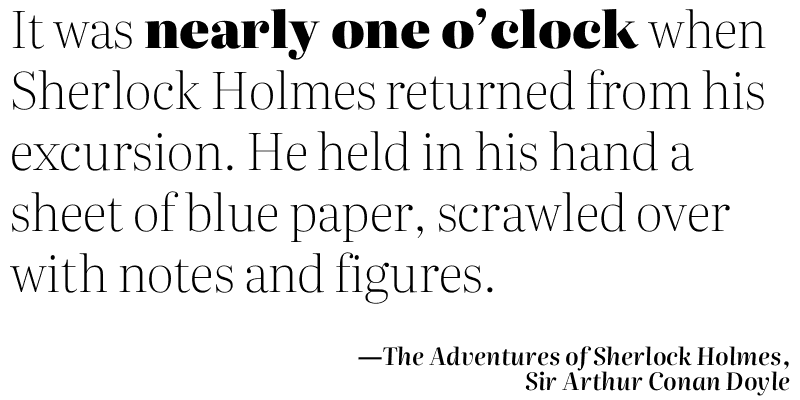 It was nearly one o’clock when
Sherlock Holmes returned from his
excursion. He held in his hand a
sheet of blue paper, scrawled over
with notes and figures.
—The Adventures of Sherlock Holmes,
Sir Arthur Conan Doyle